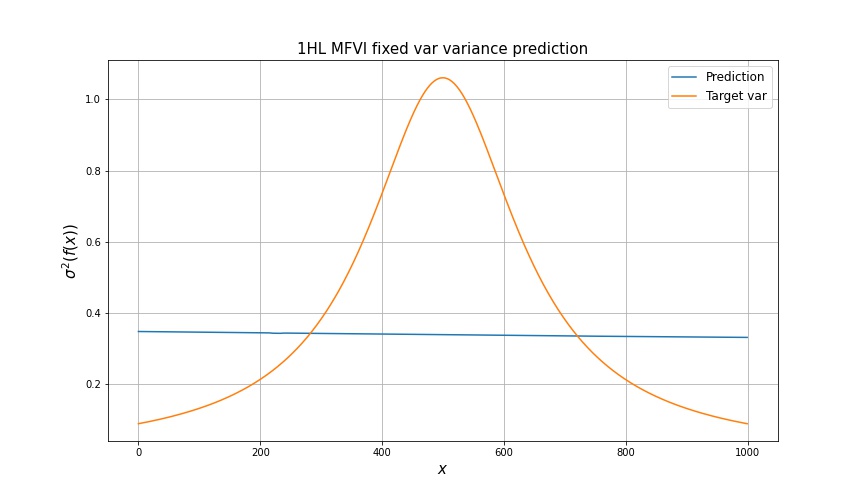 1HL MFVI fixed var variance prediction
Prediction
Target var
σ²(f(x))
1.0
0.8
0.6
0.4
0.2
0 200 400 600 800 1000
x